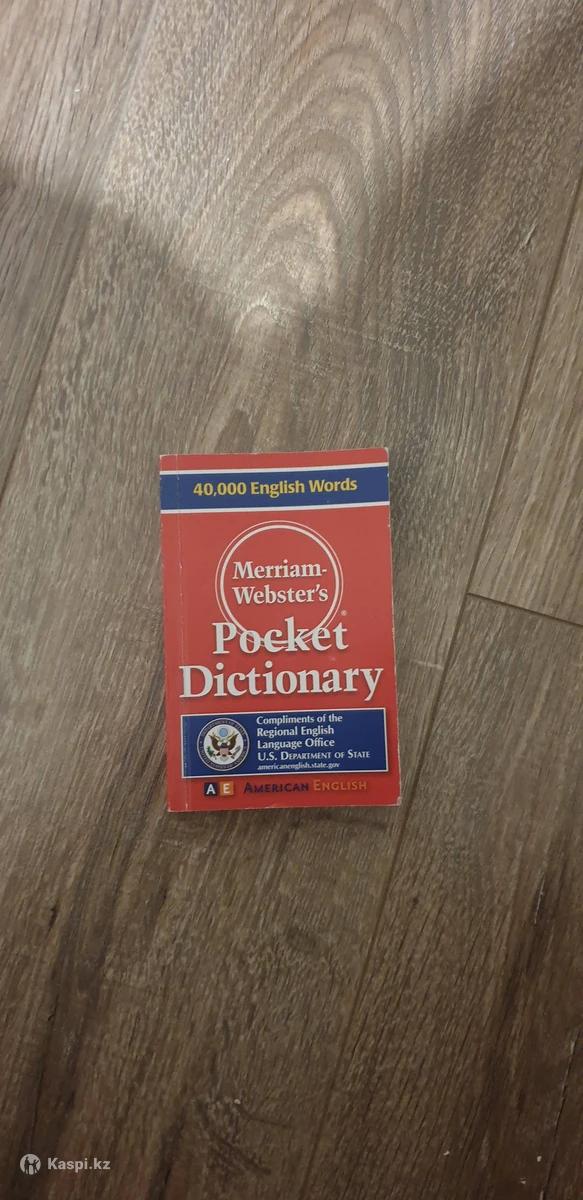 40,000 English Words
Merriam-
Webster's
®
Pocket
Dictionary
Compliments of the
Regional English
Language Office
U.S. DEPARTMENT OF STATE
americanenglish.state.gov
A E AMERICAN ENGLISH
Kaspi.kz